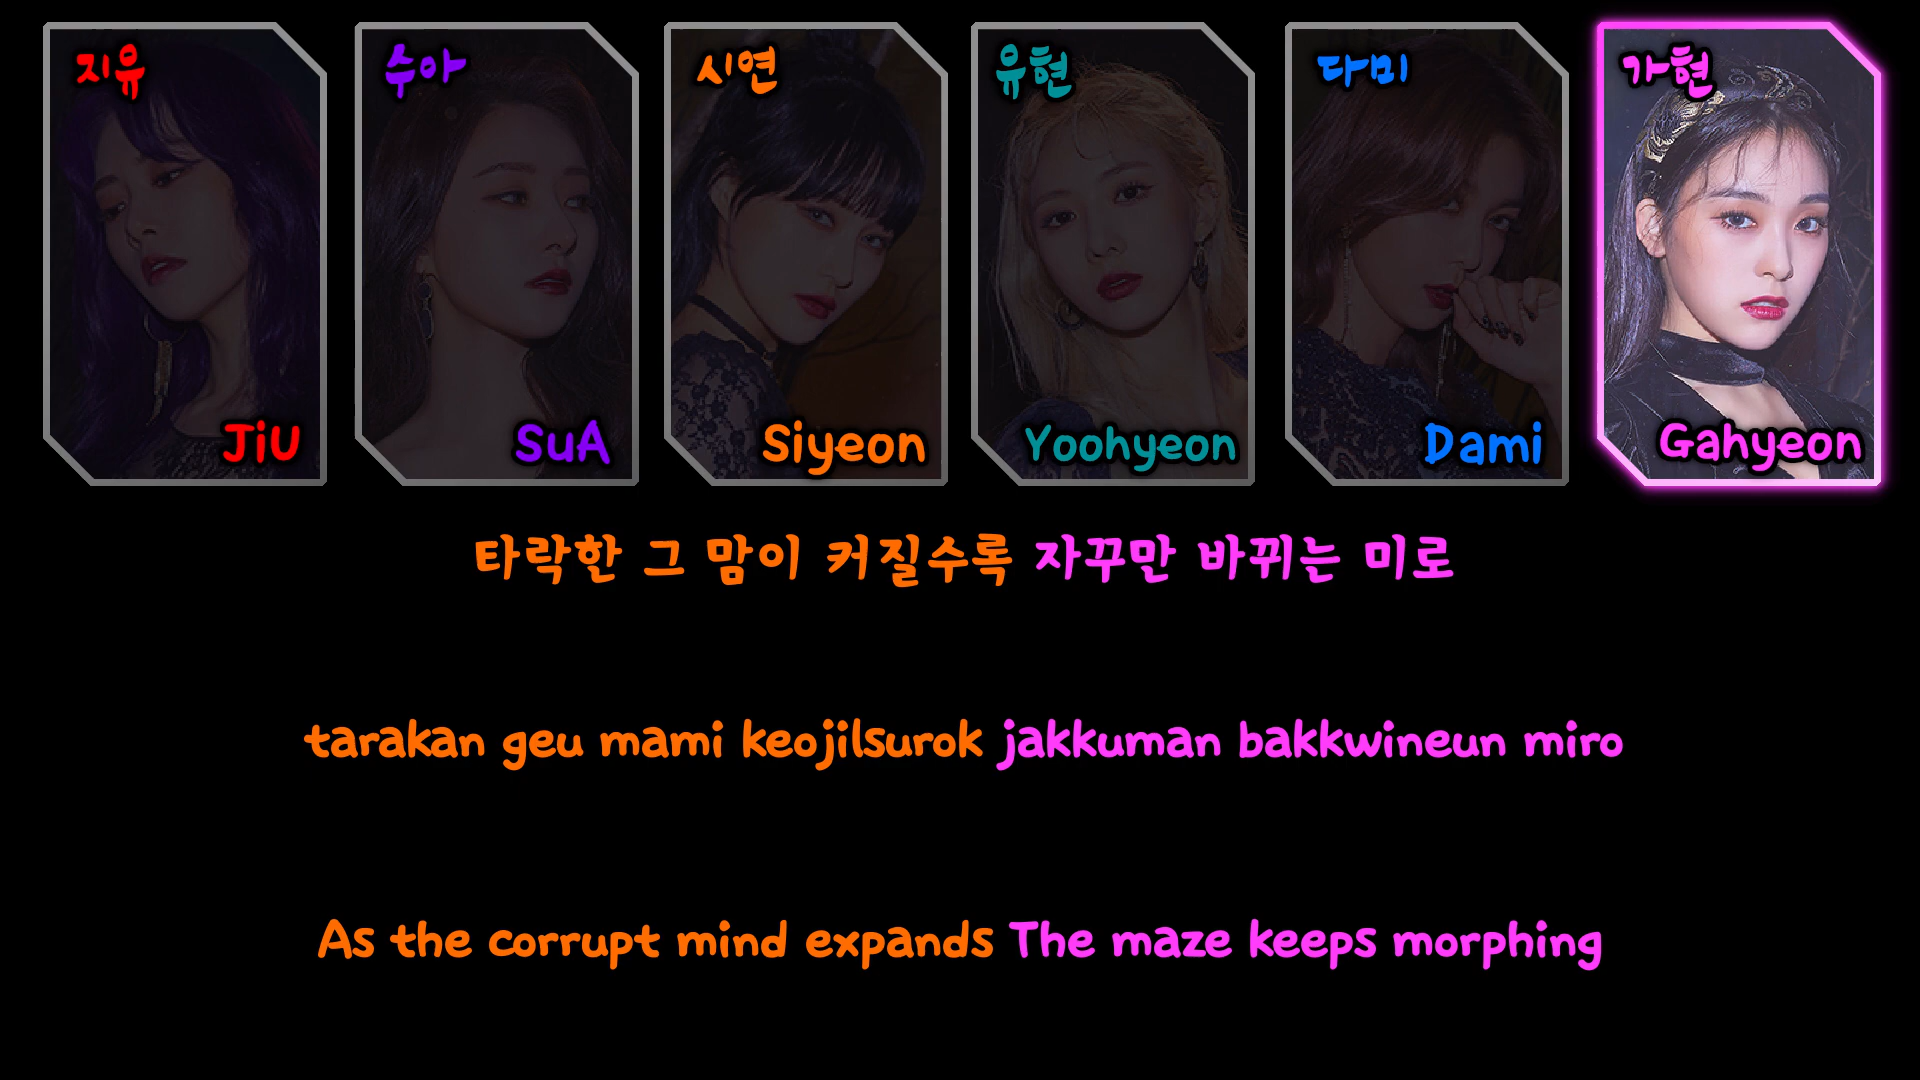 지유 수아 시연 유현 다미 가현
JiU SuA Siyeon Yoohyeon Dami Gahyeon
타락한 그 맘이 커질수록 자꾸만 바뀌는 미로
tarakan geu mami keojilsurok jakkuman bakkwineun miro
As the corrupt mind expands The maze keeps morphing